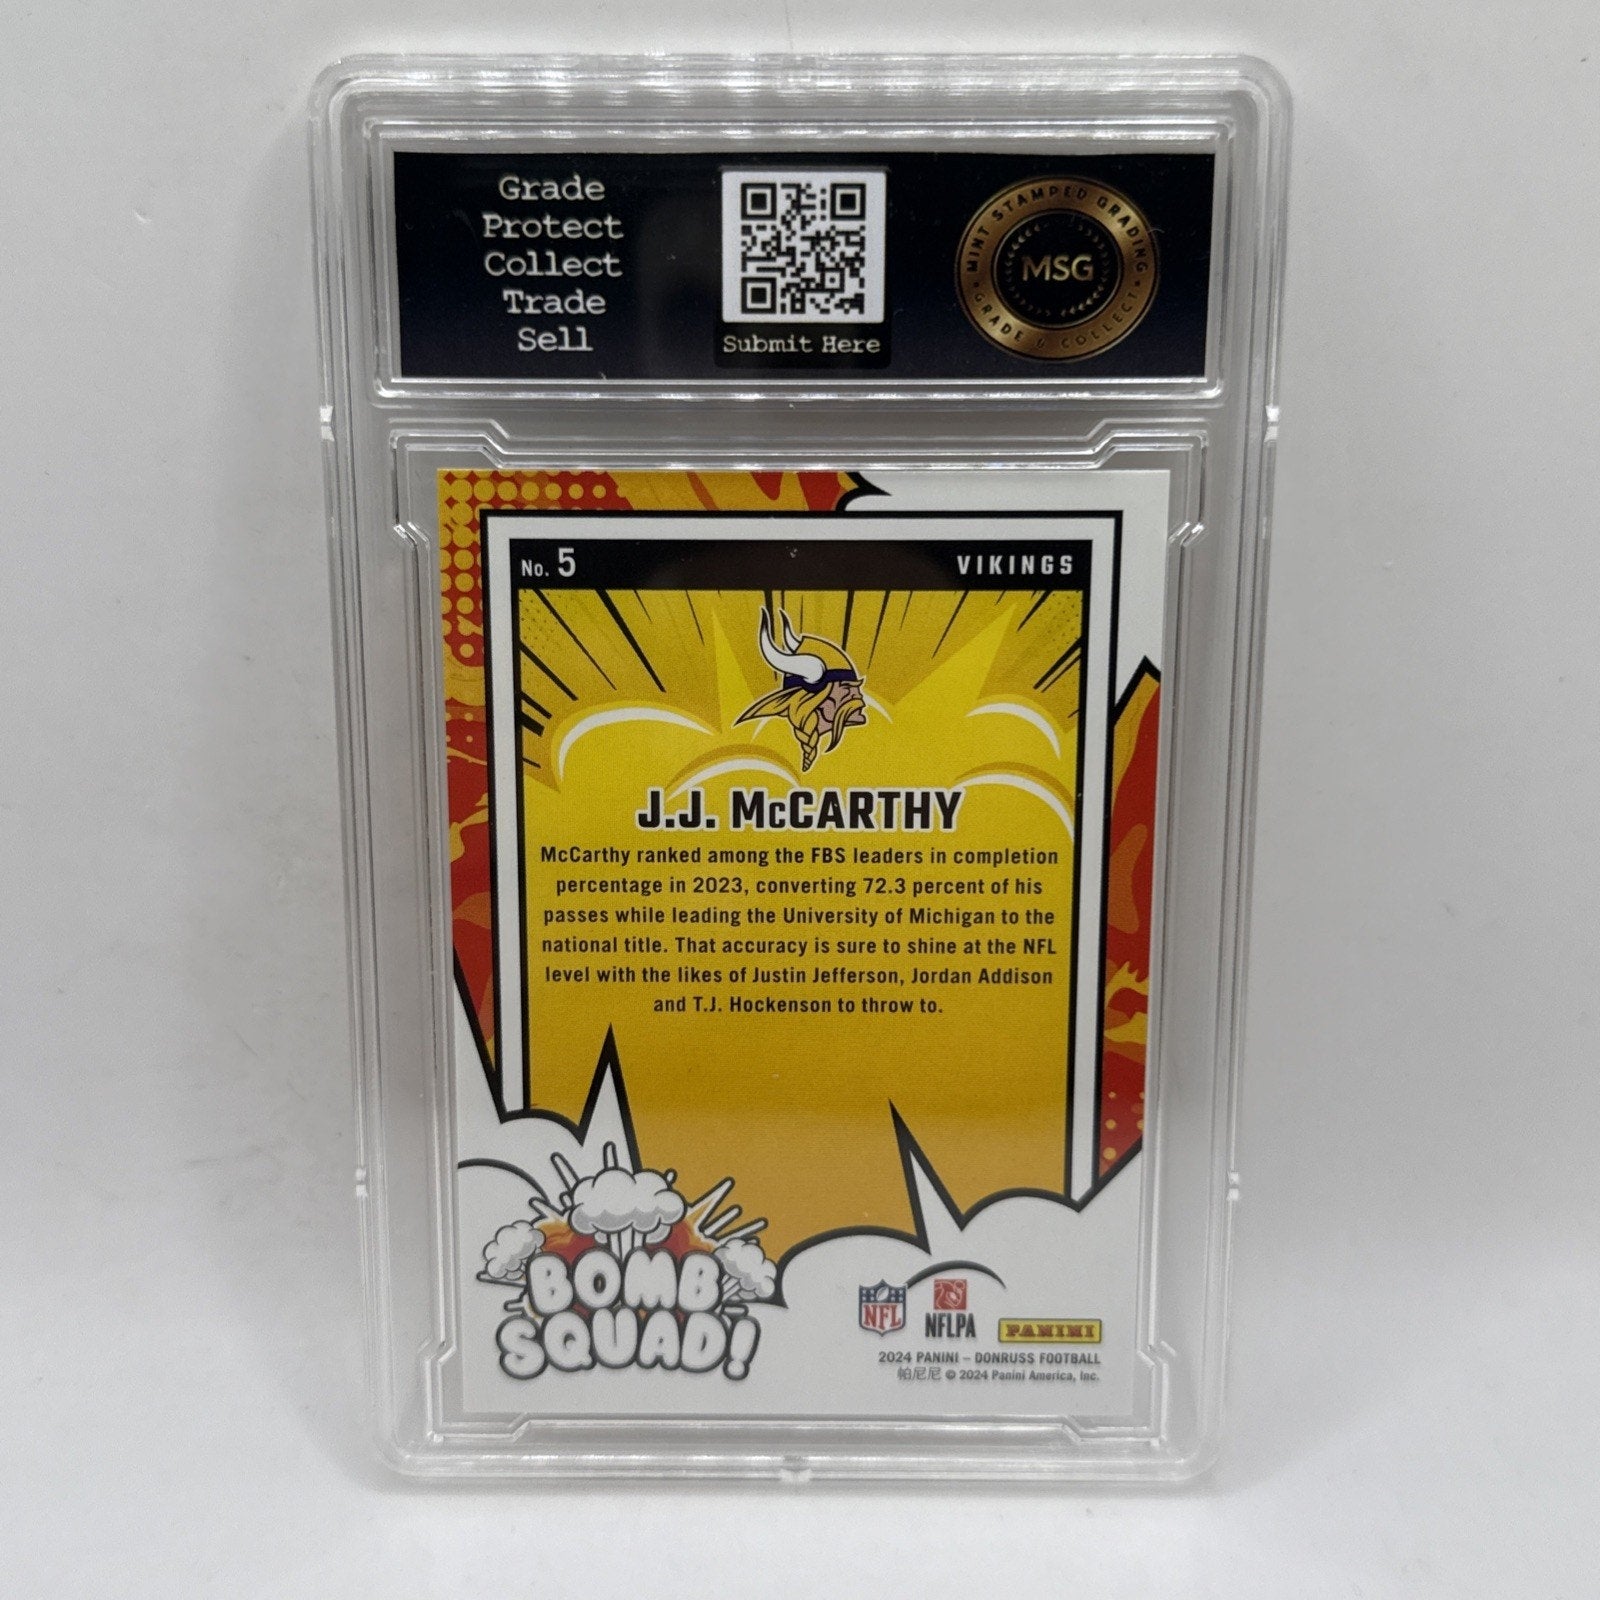 Grade
Protect
Collect
Trade
Sell
Submit Here
MINT STAMPED GRADING
MSG
GRADE & COLLECT
No. 5
VIKINGS
J.J. McCARTHY
McCarthy ranked among the FBS leaders in completion
percentage in 2023, converting 72.3 percent of his
passes while leading the University of Michigan to the
national title. That accuracy is sure to shine at the NFL
level with the likes of Justin Jefferson, Jordan Addison
and T.J. Hockenson to throw to.
BOMB
SQUAD!
NFL
NFLPA
PANINI
2024 PANINI – DONRUSS FOOTBALL
帕尼尼 © 2024 Panini America, Inc.